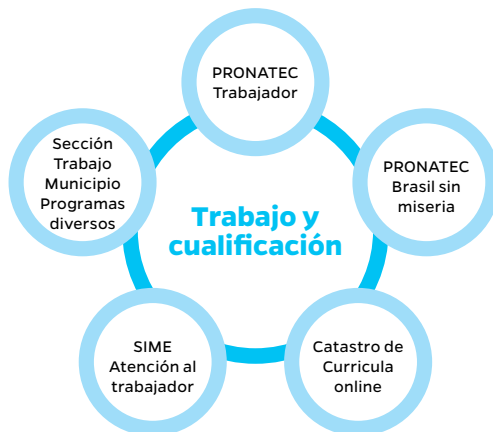 PRONATEC
Trabajador
Sección
Trabajo
Municipio
Programas
diversos
PRONATEC
Brasil sin
miseria
Trabajo y
cualificación
SIME
Atención al
trabajador
Catastro de
Curricula
online